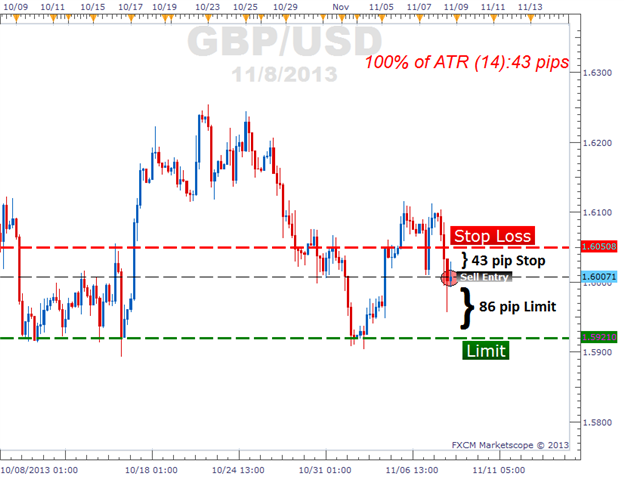 10/09 10/11 10/15 10/17 10/19 10/23 10/25 10/29 Nov 11/05 11/07 11/09 11/11 11/13
GBP/USD
11/8/2013
100% of ATR (14):43 pips
1.6300
1.6200
1.6100
Stop Loss
1.60508
43 pip Stop
Sell Entry
1.60071
1.6000
86 pip Limit
1.59210
Limit
1.5900
1.5800
FXCM Marketscope © 2013
10/08/2013 01:00 10/18 01:00 10/24 13:00 10/31 01:00 11/06 13:00 11/11 05:00